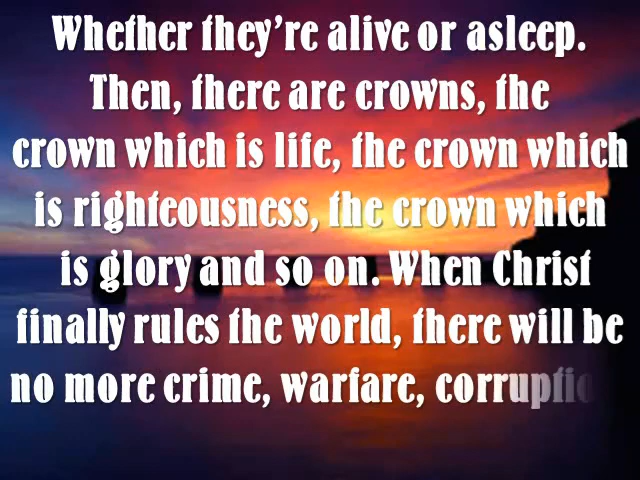 Whether they're alive or asleep.
Then, there are crowns, the
crown which is life, the crown which
is righteousness, the crown which
is glory and so on. When Christ
finally rules the world, there will be
no more crime, warfare, corruptio